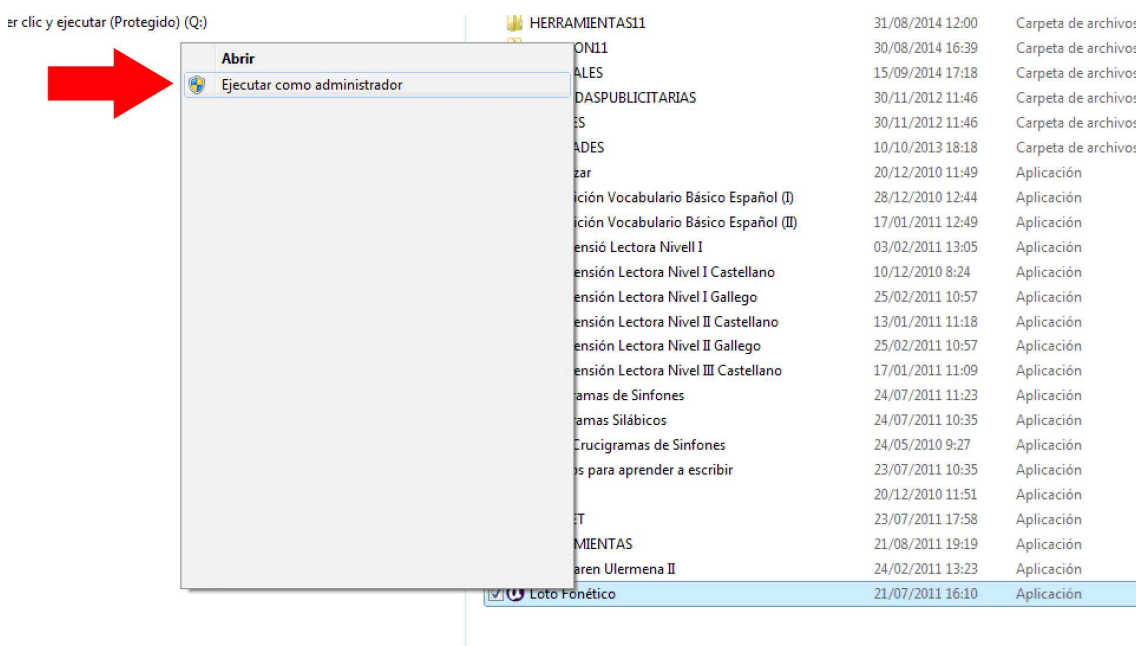 er clic y ejecutar (Protegido) (Q:)
Abrir
Ejecutar como administrador
HERRAMIENTAS11 31/08/2014 12:00 Carpeta de archivos
ON11 30/08/2014 16:39 Carpeta de archivos
ALES 15/09/2014 17:18 Carpeta de archivos
DASPUBLICITARIAS 30/11/2012 11:46 Carpeta de archivos
ES 30/11/2012 11:46 Carpeta de archivos
ADES 10/10/2013 18:18 Carpeta de archivos
zar 20/12/2010 11:49 Aplicación
ición Vocabulario Básico Español (I) 28/12/2010 12:44 Aplicación
ición Vocabulario Básico Español (II) 17/01/2011 12:49 Aplicación
ensió Lectora Nivell I 03/02/2011 13:05 Aplicación
ensión Lectora Nivel I Castellano 10/12/2010 8:24 Aplicación
ensión Lectora Nivel I Gallego 25/02/2011 10:57 Aplicación
ensión Lectora Nivel II Castellano 13/01/2011 11:18 Aplicación
ensión Lectora Nivel II Gallego 25/02/2011 10:57 Aplicación
ensión Lectora Nivel III Castellano 17/01/2011 11:09 Aplicación
ramas de Sinfones 24/07/2011 11:23 Aplicación
ramas Silábicos 24/07/2011 10:35 Aplicación
Crucigramas de Sinfones 24/05/2010 9:27 Aplicación
os para aprender a escribir 23/07/2011 10:35 Aplicación
20/12/2010 11:51 Aplicación
ET 23/07/2011 17:58 Aplicación
MIENTAS 21/08/2011 19:19 Aplicación
aren Ulermena II 24/02/2011 13:23 Aplicación
Loto Fonético 21/07/2011 16:10 Aplicación